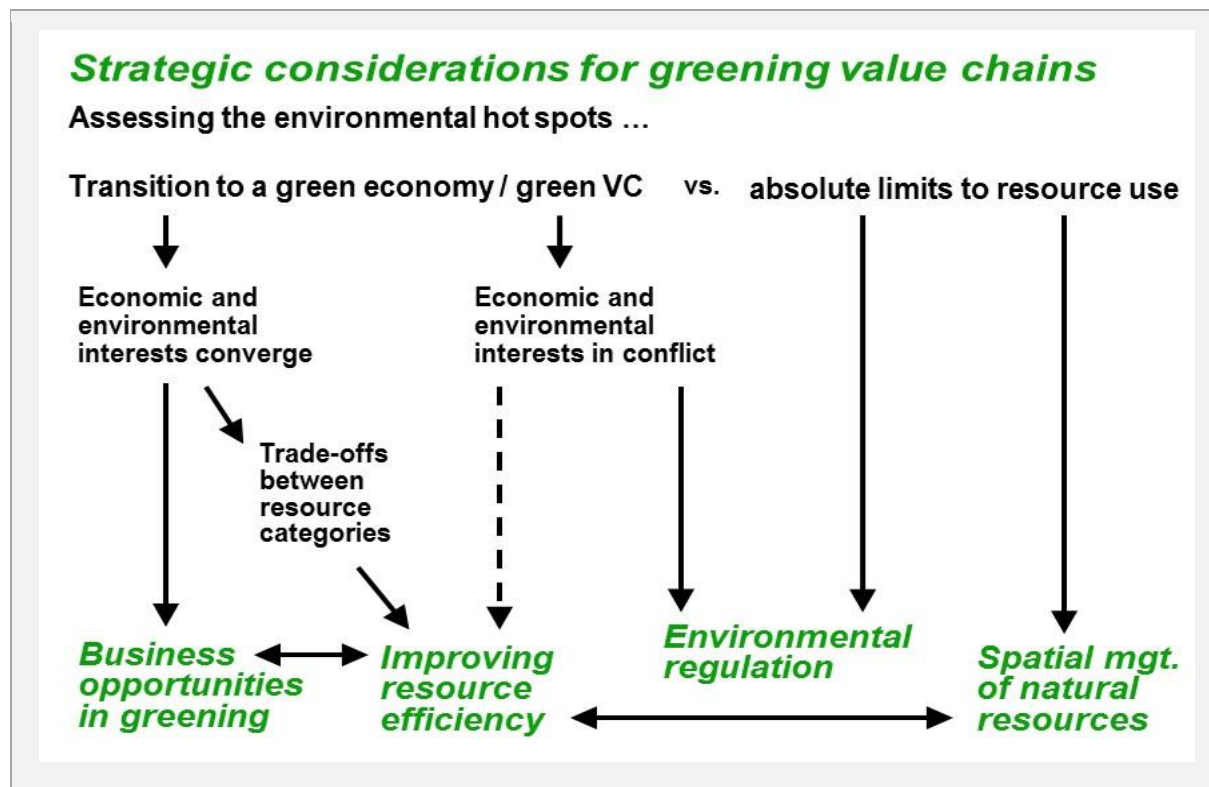 Strategic considerations for greening value chains
Assessing the environmental hot spots …
Transition to a green economy / green VC vs. absolute limits to resource use
Economic and
environmental
interests converge
Economic and
environmental
interests in conflict
Trade-offs
between
resource
categories
Business
opportunities
in greening
Improving
resource
efficiency
Environmental
regulation
Spatial mgt.
of natural
resources